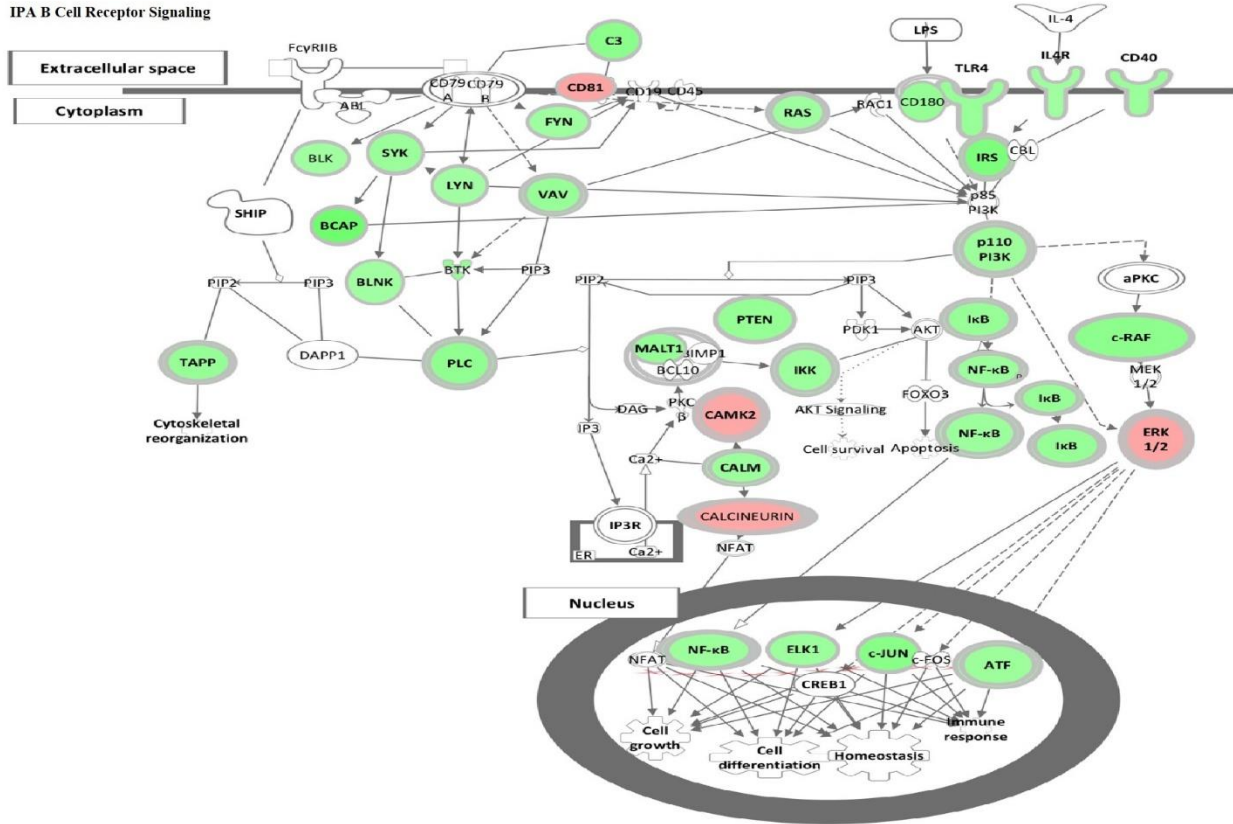 IPA B Cell Receptor Signaling
IL-4
C3
LPS
FcγRIIB
IL4R
CD40
Extracellular space
TLR4
CD79
A
CD79
B
CD81
CD19
CD45
RAC1
CD180
Cytoplasm
ABL
FYN
RAS
BLK
SYK
IRS
CBL
LYN
VAV
p85
PI3K
SHIP
BCAP
p110
PI3K
BLNK
BTK
PIP3
PIP2
PIP3
PIP2
PIP3
aPKC
PTEN
PDK1
AKT
IκB
c-RAF
TAPP
DAPP1
PLC
MALT1
BIMP1
BCL10
IKK
NF-κB
P
MEK
1/2
Cytoskeletal
reorganization
DAG
PKC
β
CAMK2
AKT Signaling
FOXO3
IκB
IP3
NF-κB
IκB
ERK
1/2
Ca2+
CALM
Cell survival
Apoptosis
IP3R
CALCINEURIN
ER
Ca2+
NFAT
Nucleus
NFAT
NF-κB
ELK1
c-JUN
c-FOS
ATF
CREB1
Cell
growth
Cell
differentiation
Homeostasis
Immune
response